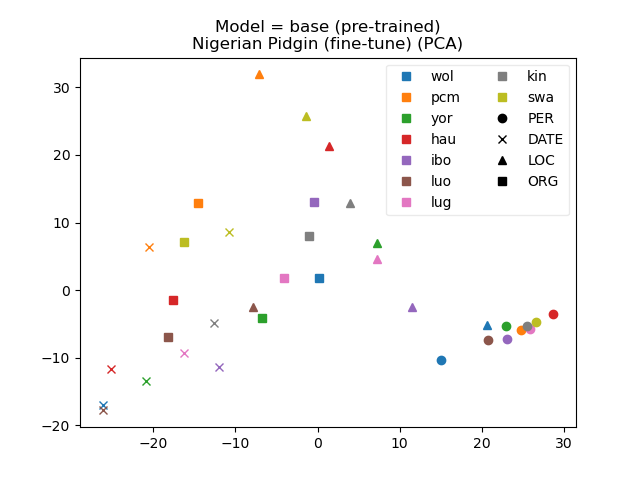 Model = base (pre-trained)
Nigerian Pidgin (fine-tune) (PCA)
30
20
10
0
−10
−20
−20
−10
0
10
20
30
wol
pcm
yor
hau
ibo
luo
lug
kin
swa
PER
DATE
LOC
ORG